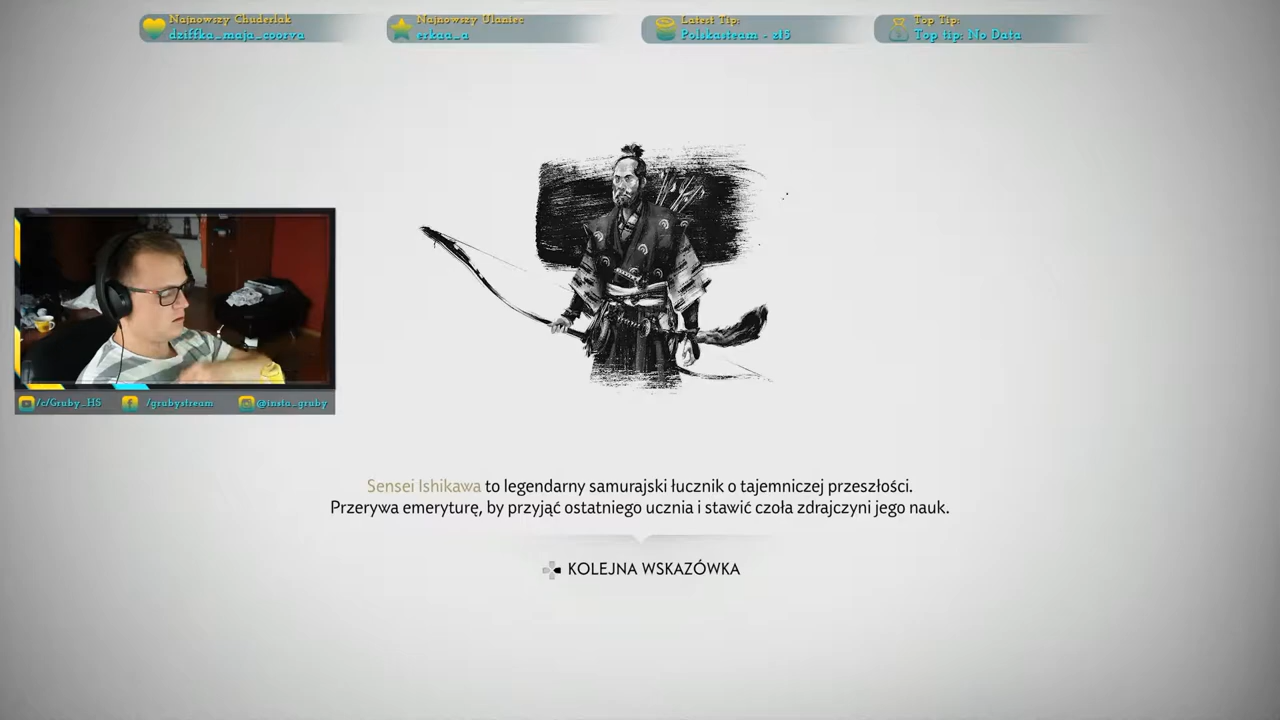 Najnowszy Chuderlak
dziffka_maja_coorva
Najnowszy Ulaniec
erkaa_a
Latest Tip:
Polskasteam - zł5
Top Tip:
Top tip: No Data
/c/Gruby_HS
/grubystream
@insta_gruby
Sensei Ishikawa to legendarny samurajski łucznik o tajemniczej przeszłości.
Przerywa emeryturę, by przyjąć ostatniego ucznia i stawić czoła zdrajczyni jego nauk.
KOLEJNA WSKAZÓWKA